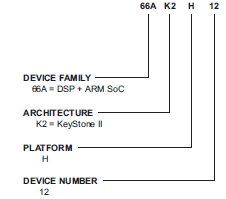 66A K2 H 12
DEVICE FAMILY
66A = DSP + ARM SoC
ARCHITECTURE
K2 = KeyStone II
PLATFORM
H
DEVICE NUMBER
12